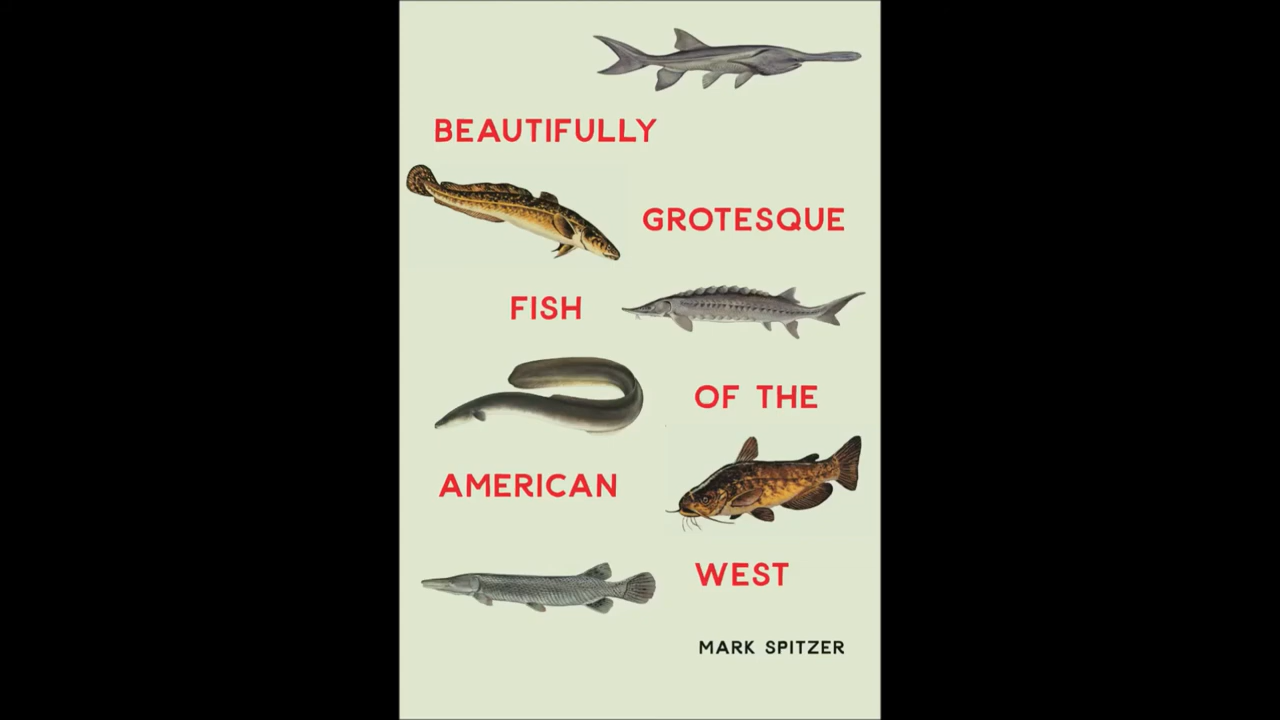 BEAUTIFULLY
GROTESQUE
FISH
OF THE
AMERICAN
WEST
MARK SPITZER